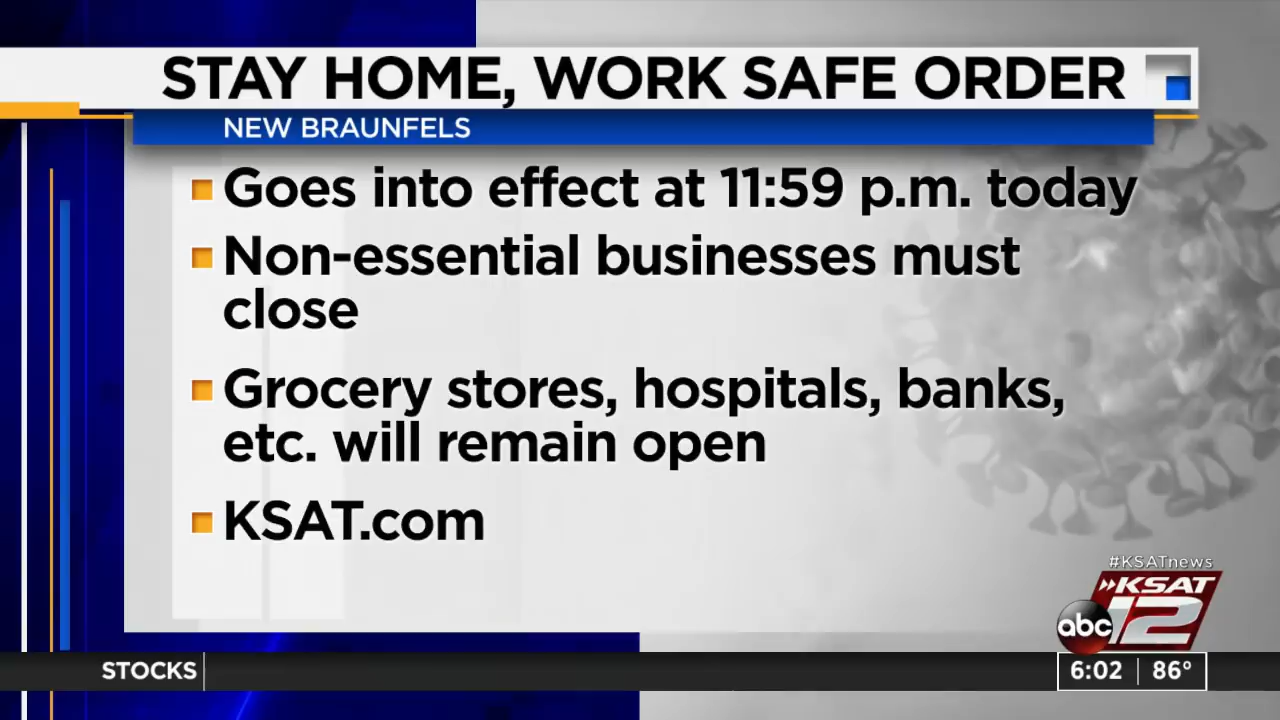 STAY HOME, WORK SAFE ORDER
NEW BRAUNFELS
Goes into effect at 11:59 p.m. today
Non-essential businesses must
close
Grocery stores, hospitals, banks,
etc. will remain open
KSAT.com
#KSATnews
KSAT
abc 12
STOCKS
6:02 86°